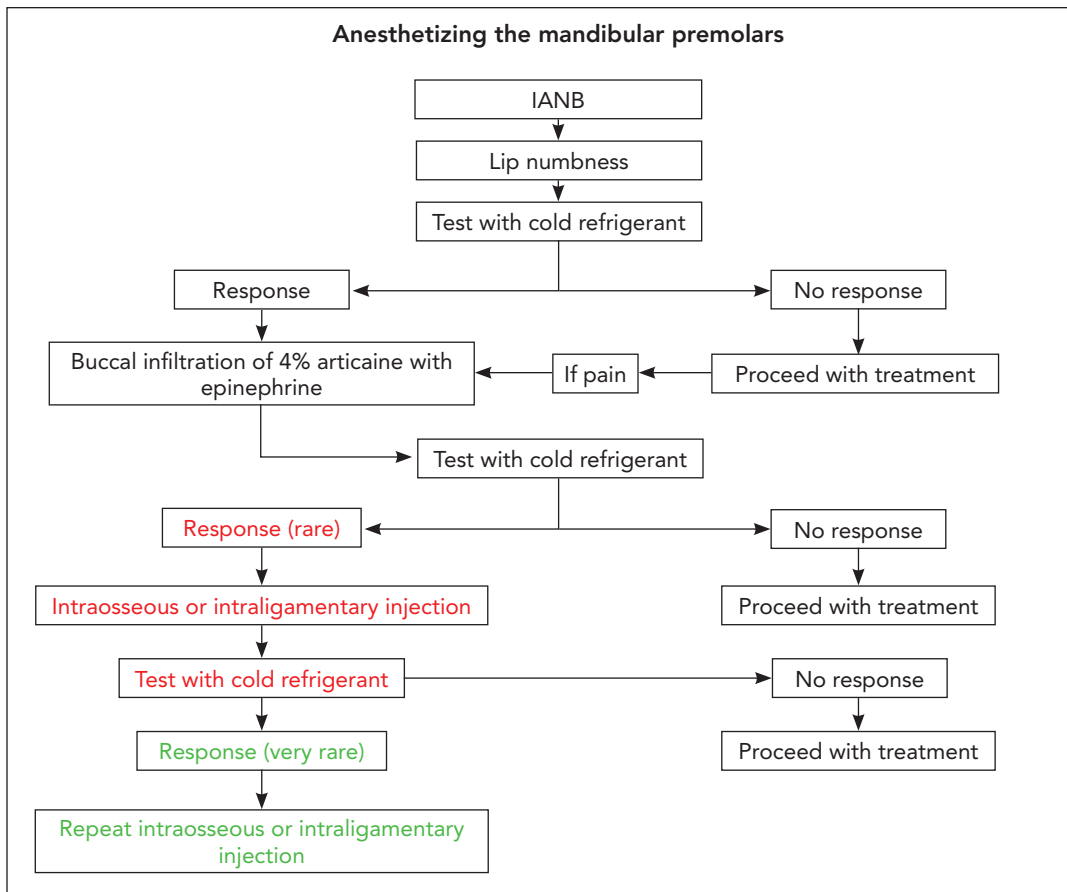 Anesthetizing the mandibular premolars
IANB
Lip numbness
Test with cold refrigerant
Response
No response
Buccal infiltration of 4% articaine with
epinephrine
If pain
Proceed with treatment
Test with cold refrigerant
Response (rare)
No response
Intraosseous or intraligamentary injection
Proceed with treatment
Test with cold refrigerant
No response
Response (very rare)
Proceed with treatment
Repeat intraosseous or intraligamentary
injection